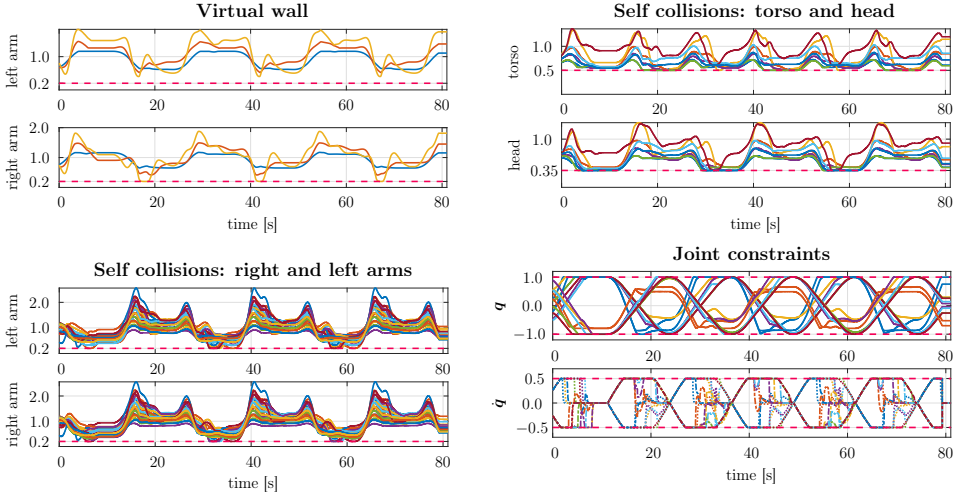 Virtual wall
left arm
1.0
0.2
0 20 40 60 80
right arm
2.0
1.0
0.2
0 20 40 60 80
time [s]
Self collisions: torso and head
torso
1.0
0.5
0 20 40 60 80
head
1.0
0.35
0 20 40 60 80
time [s]
Self collisions: right and left arms
left arm
2.0
1.0
0.2
0 20 40 60 80
right arm
2.0
1.0
0.2
0 20 40 60 80
time [s]
Joint constraints
q
1.0
0.0
−1.0
0 20 40 60 80
q̇
0.5
0.0
−0.5
0 20 40 60 80
time [s]